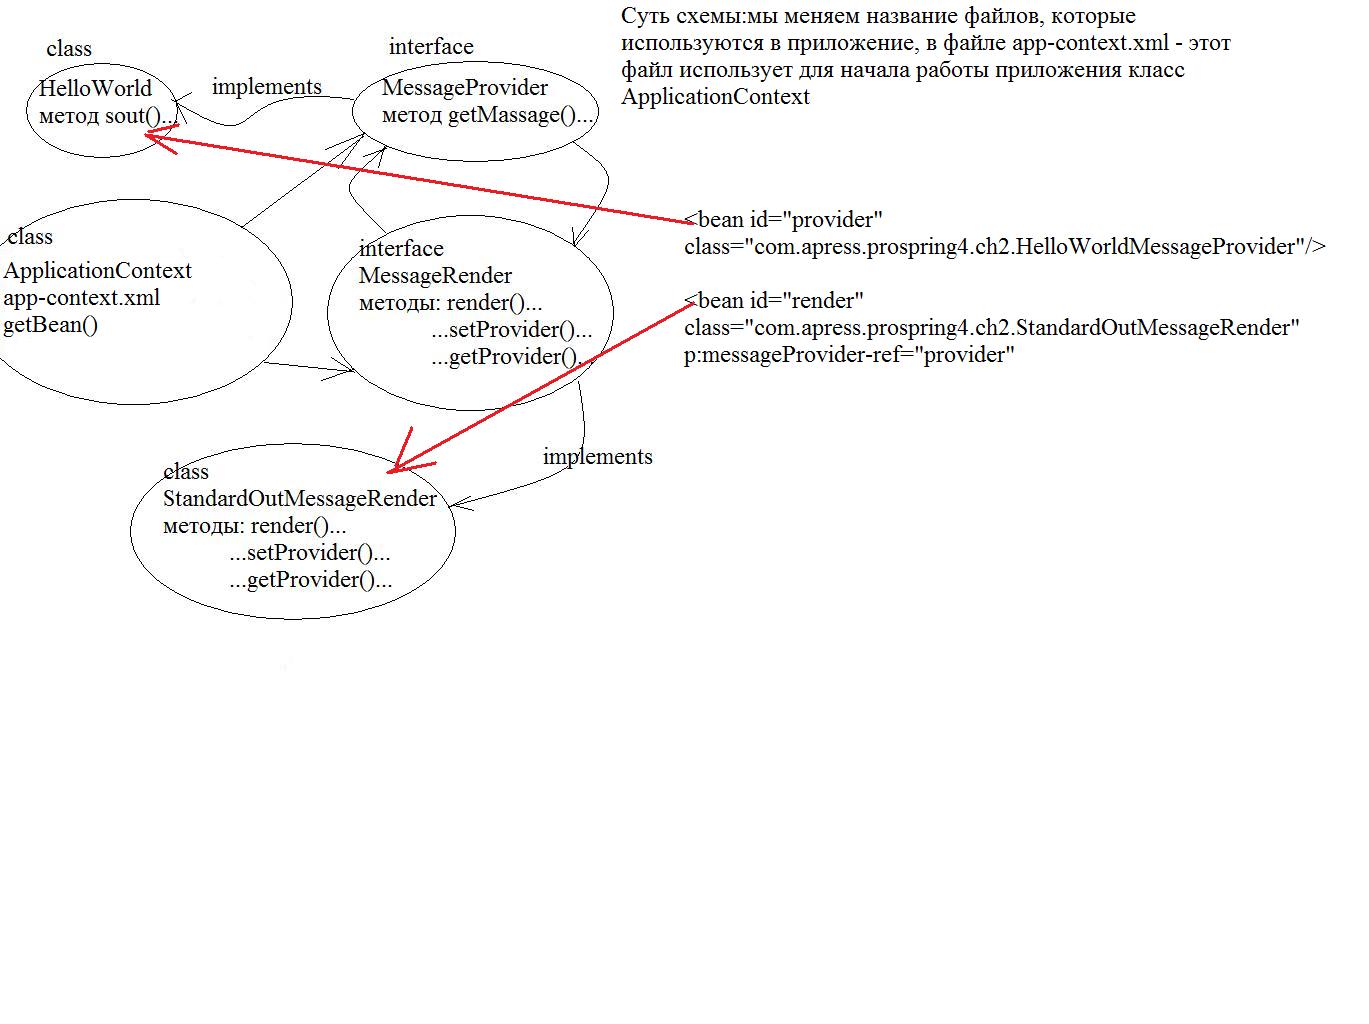 Суть схемы:мы меняем название файлов, которые
используются в приложение, в файле app-context.xml - этот
файл использует для начала работы приложения класс
ApplicationContext
class
HelloWorld
метод sout()...
implements
interface
MessageProvider
метод getMassage()...
class
ApplicationContext
app-context.xml
getBean()
interface
MessageRender
методы: render()...
...setProvider()...
...getProvider()...
<bean id="provider"
class="com.apress.prospring4.ch2.HelloWorldMessageProvider"/>
<bean id="render"
class="com.apress.prospring4.ch2.StandardOutMessageRender"
p:messageProvider-ref="provider"
implements
class
StandardOutMessageRender
методы: render()...
...setProvider()...
...getProvider()...